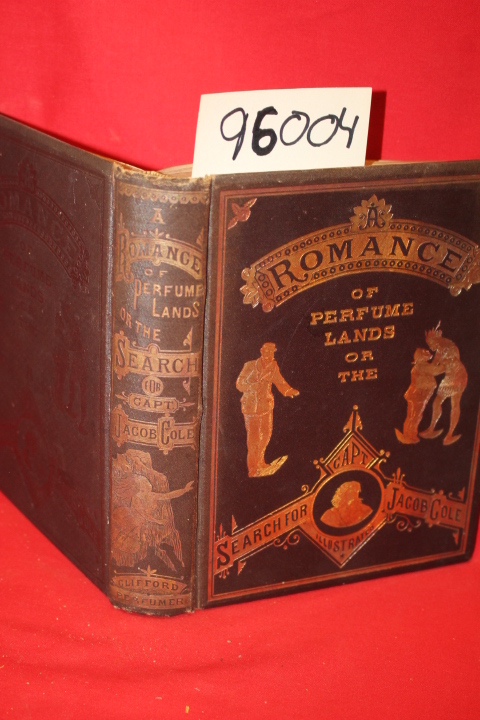 96004
A
ROMANCE
OF
PERFUME
LANDS
OR THE
SEARCH
FOR
CAPT
JACOB COLE
CLIFFORD
PERFUMER
A
ROMANCE
OF
PERFUME
LANDS
OR
THE
CAPT.
SEARCH FOR JACOB COLE
ILLUSTRATED